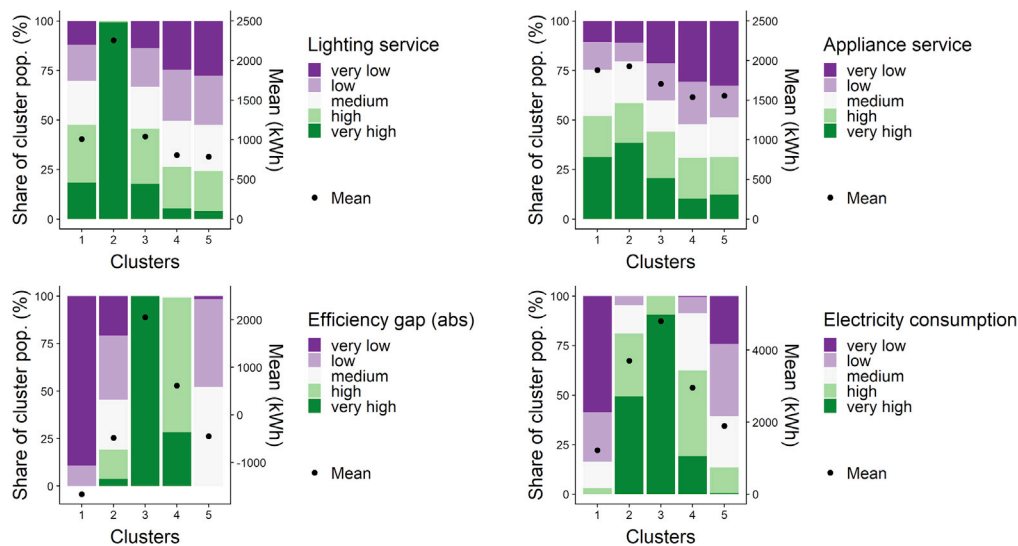 Share of cluster pop. (%)
100
75
50
25
0
1 2 3 4 5
Clusters
2500
2000
1500
1000
500
0
Mean (kWh)
Lighting service
very low
low
medium
high
very high
Mean
Share of cluster pop. (%)
100
75
50
25
0
1 2 3 4 5
Clusters
2500
2000
1500
1000
500
0
Mean (kWh)
Appliance service
very low
low
medium
high
very high
Mean
Share of cluster pop. (%)
100
75
50
25
0
1 2 3 4 5
Clusters
2000
1000
0
-1000
Mean (kWh)
Efficiency gap (abs)
very low
low
medium
high
very high
Mean
Share of cluster pop. (%)
100
75
50
25
0
1 2 3 4 5
Clusters
4000
2000
0
Mean (kWh)
Electricity consumption
very low
low
medium
high
very high
Mean